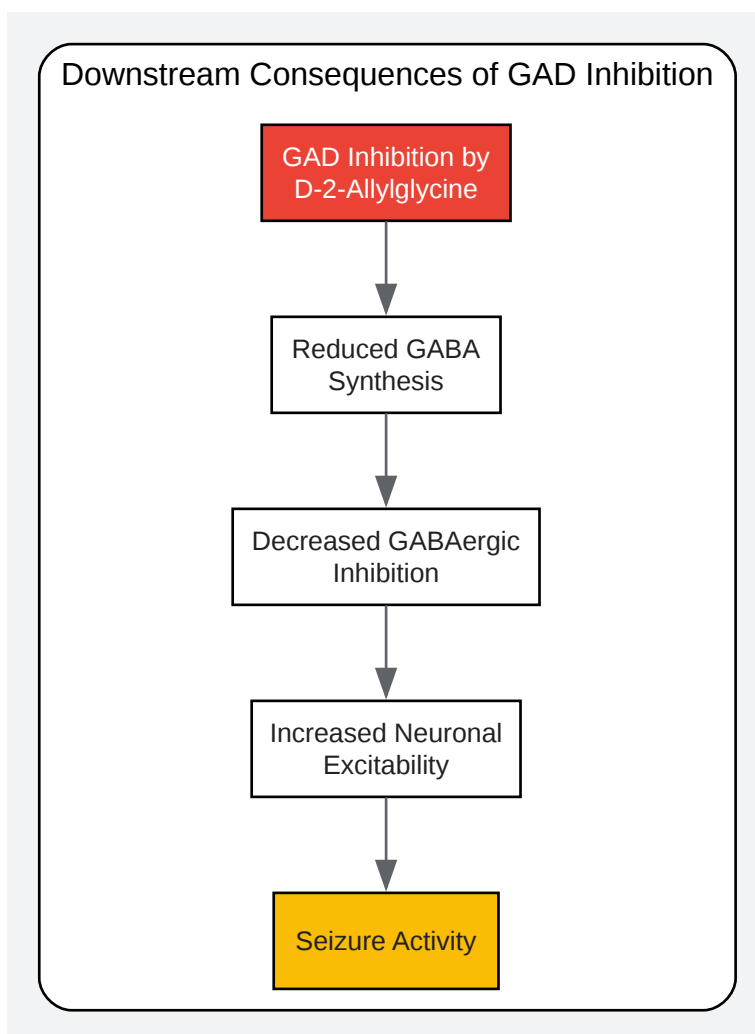 Downstream Consequences of GAD Inhibition
GAD Inhibition by
D-2-Allylglycine
Reduced GABA
Synthesis
Decreased GABAergic
Inhibition
Increased Neuronal
Excitability
Seizure Activity